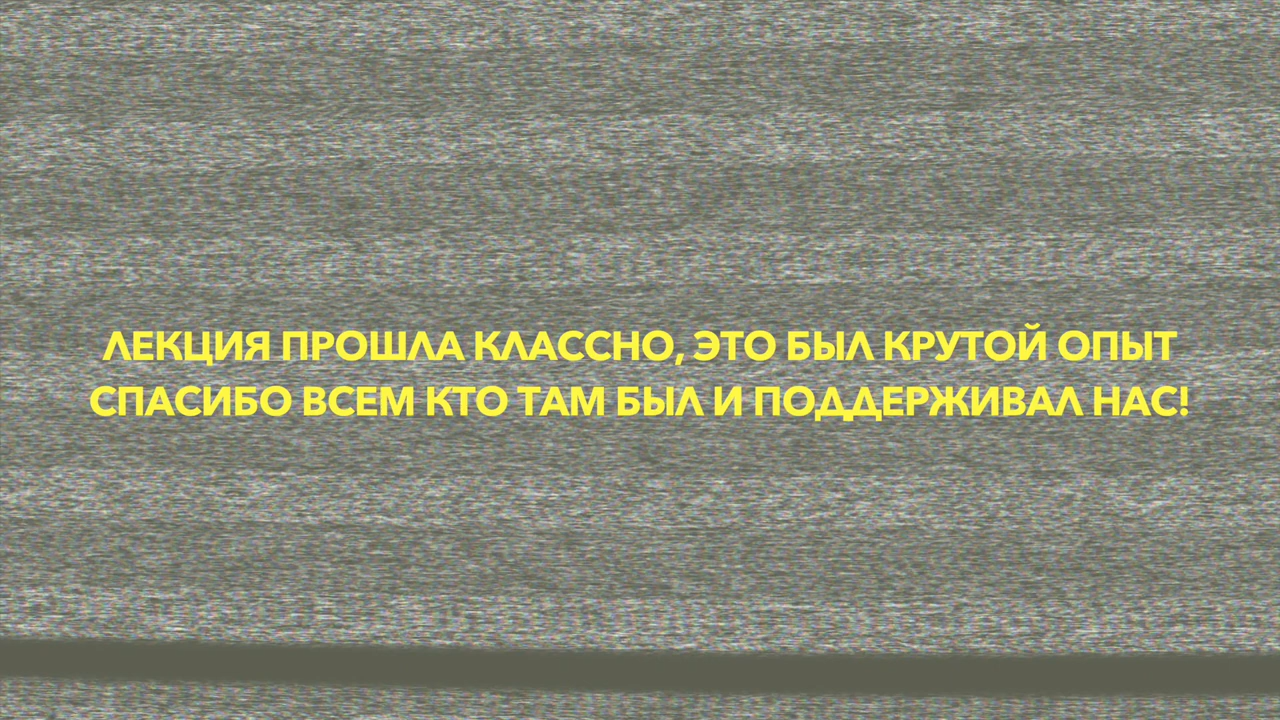 ЛЕКЦИЯ ПРОШЛА КЛАССНО, ЭТО БЫЛ КРУТОЙ ОПЫТ
СПАСИБО ВСЕМ КТО ТАМ БЫЛ И ПОДДЕРЖИВАЛ НАС!